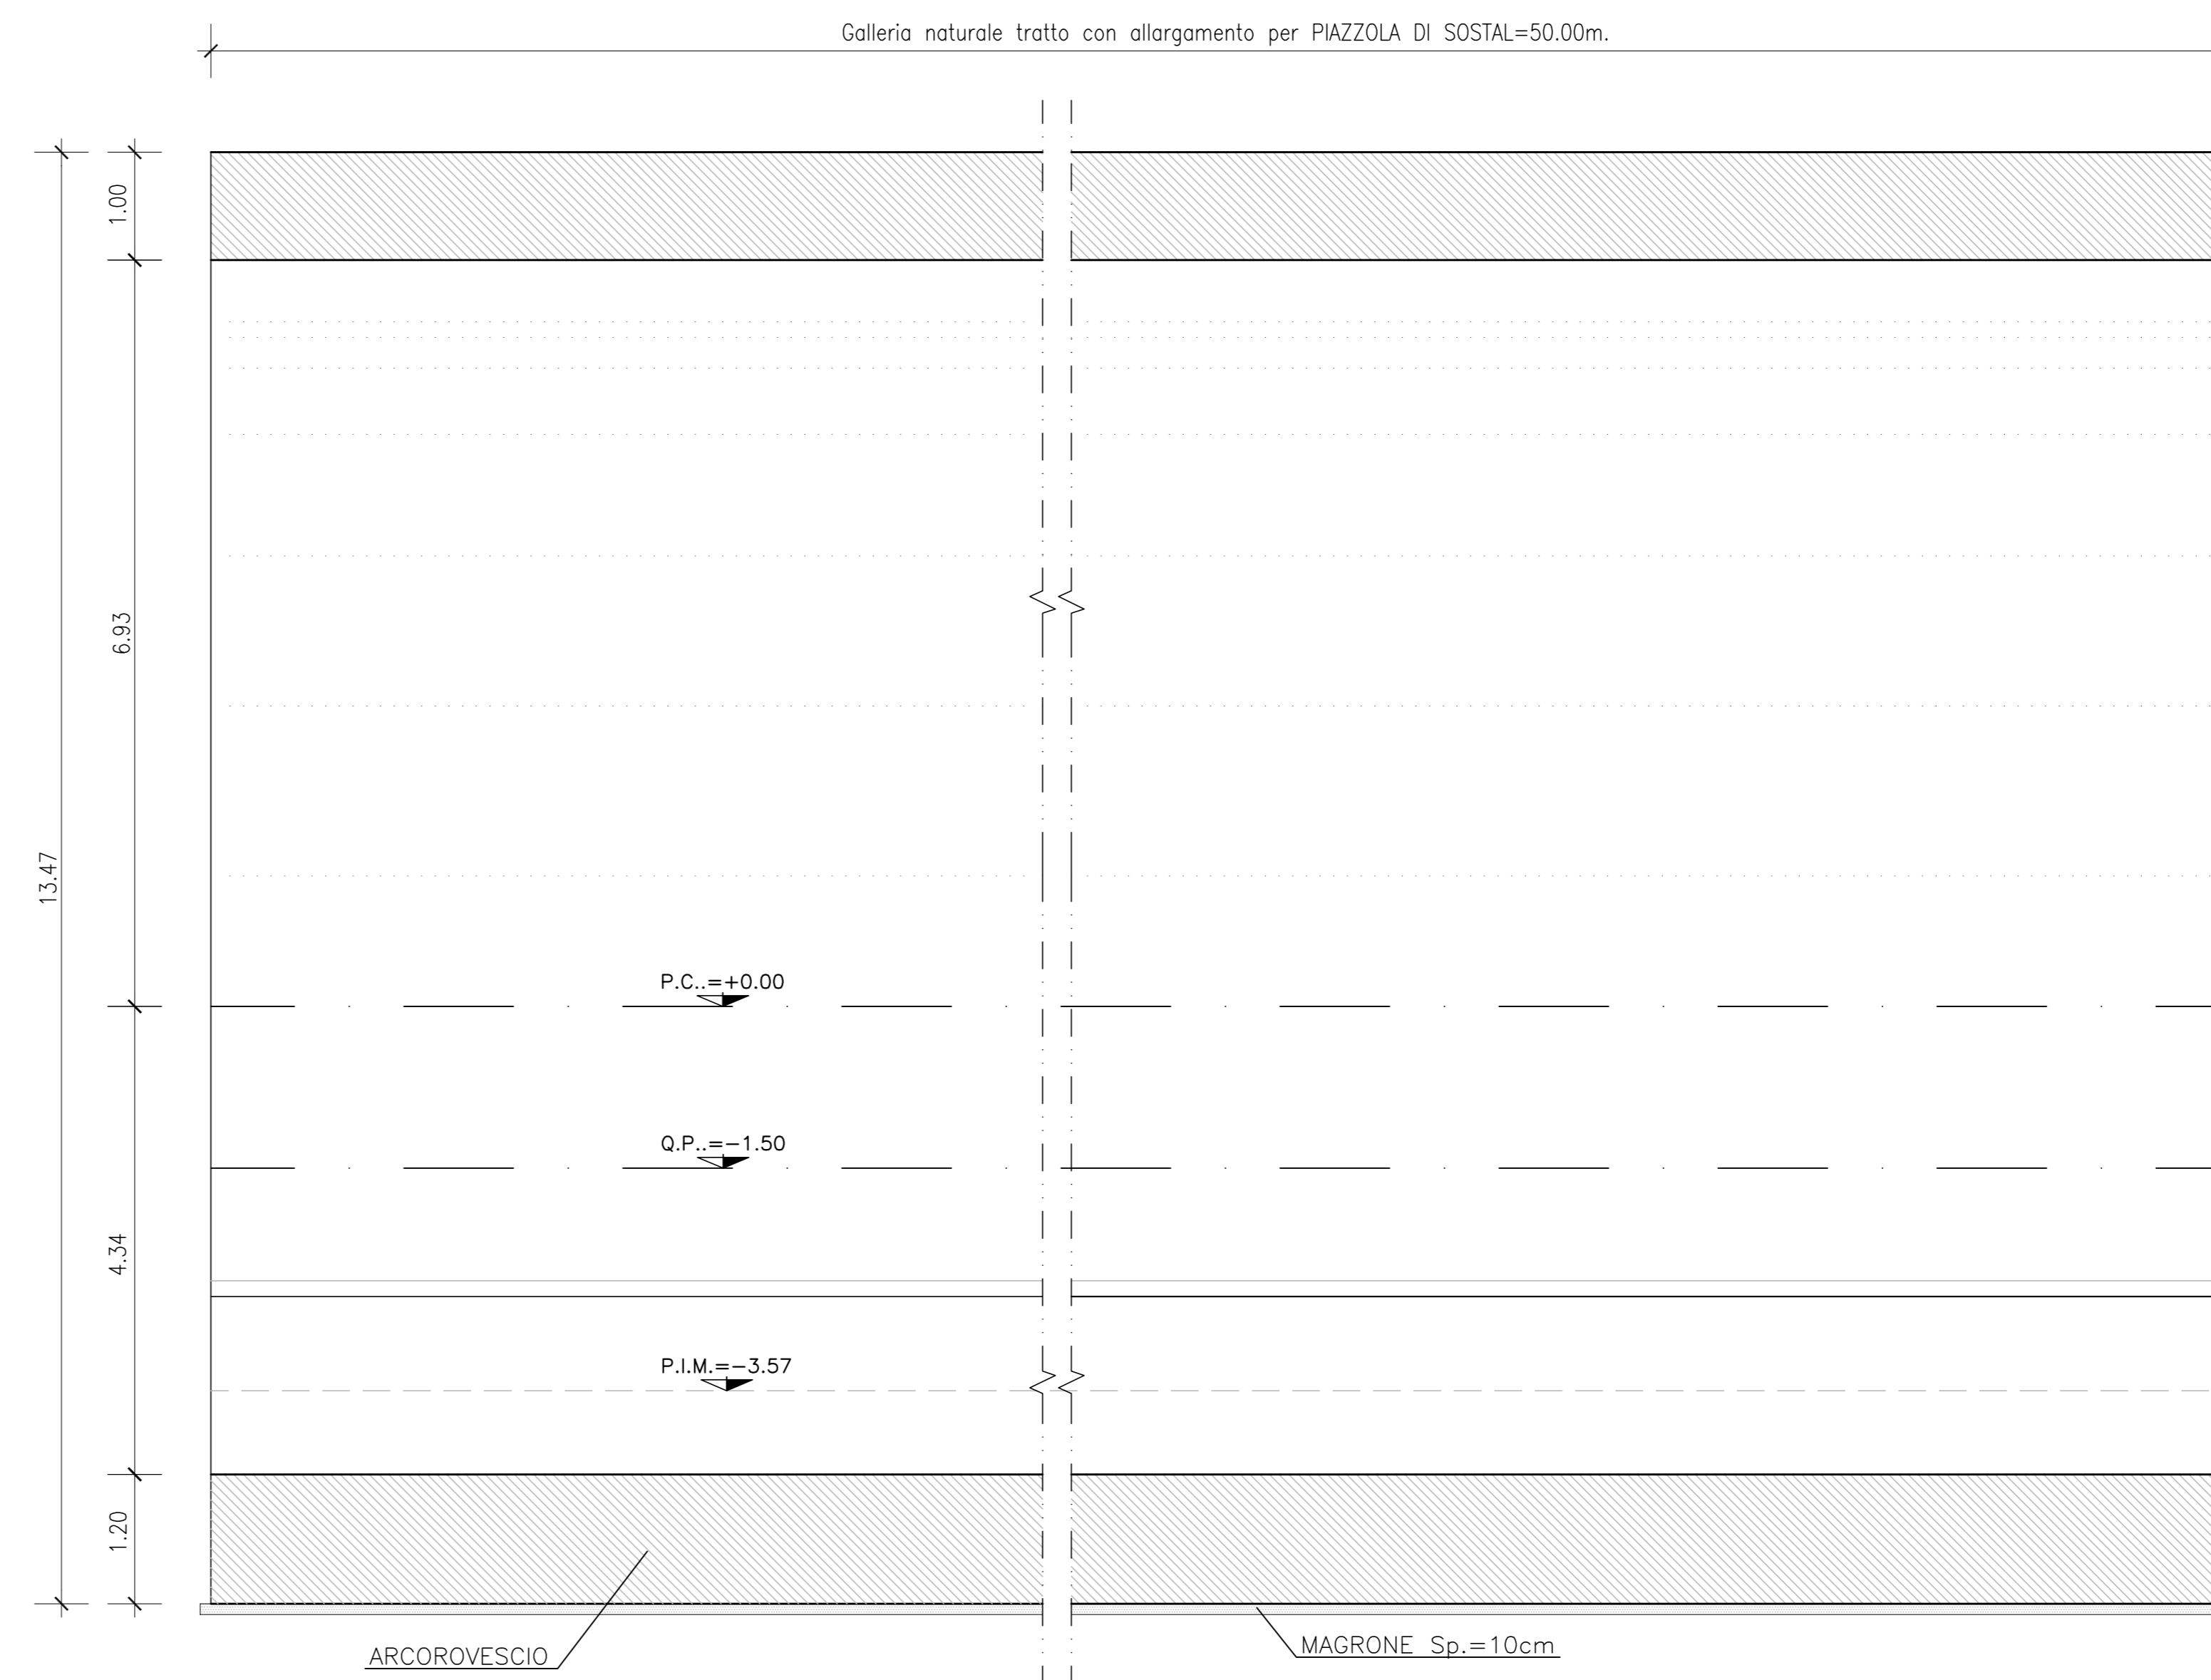 Galleria naturale tratto con allargamento per PIAZZOLA DI SOSTAL=50.00m.
1.00
6.93
13.47
P.C..=+0.00
Q.P..=-1.50
4.34
P.I.M.=-3.57
1.20
ARCOROVESCIO
MAGRONE Sp.=10cm